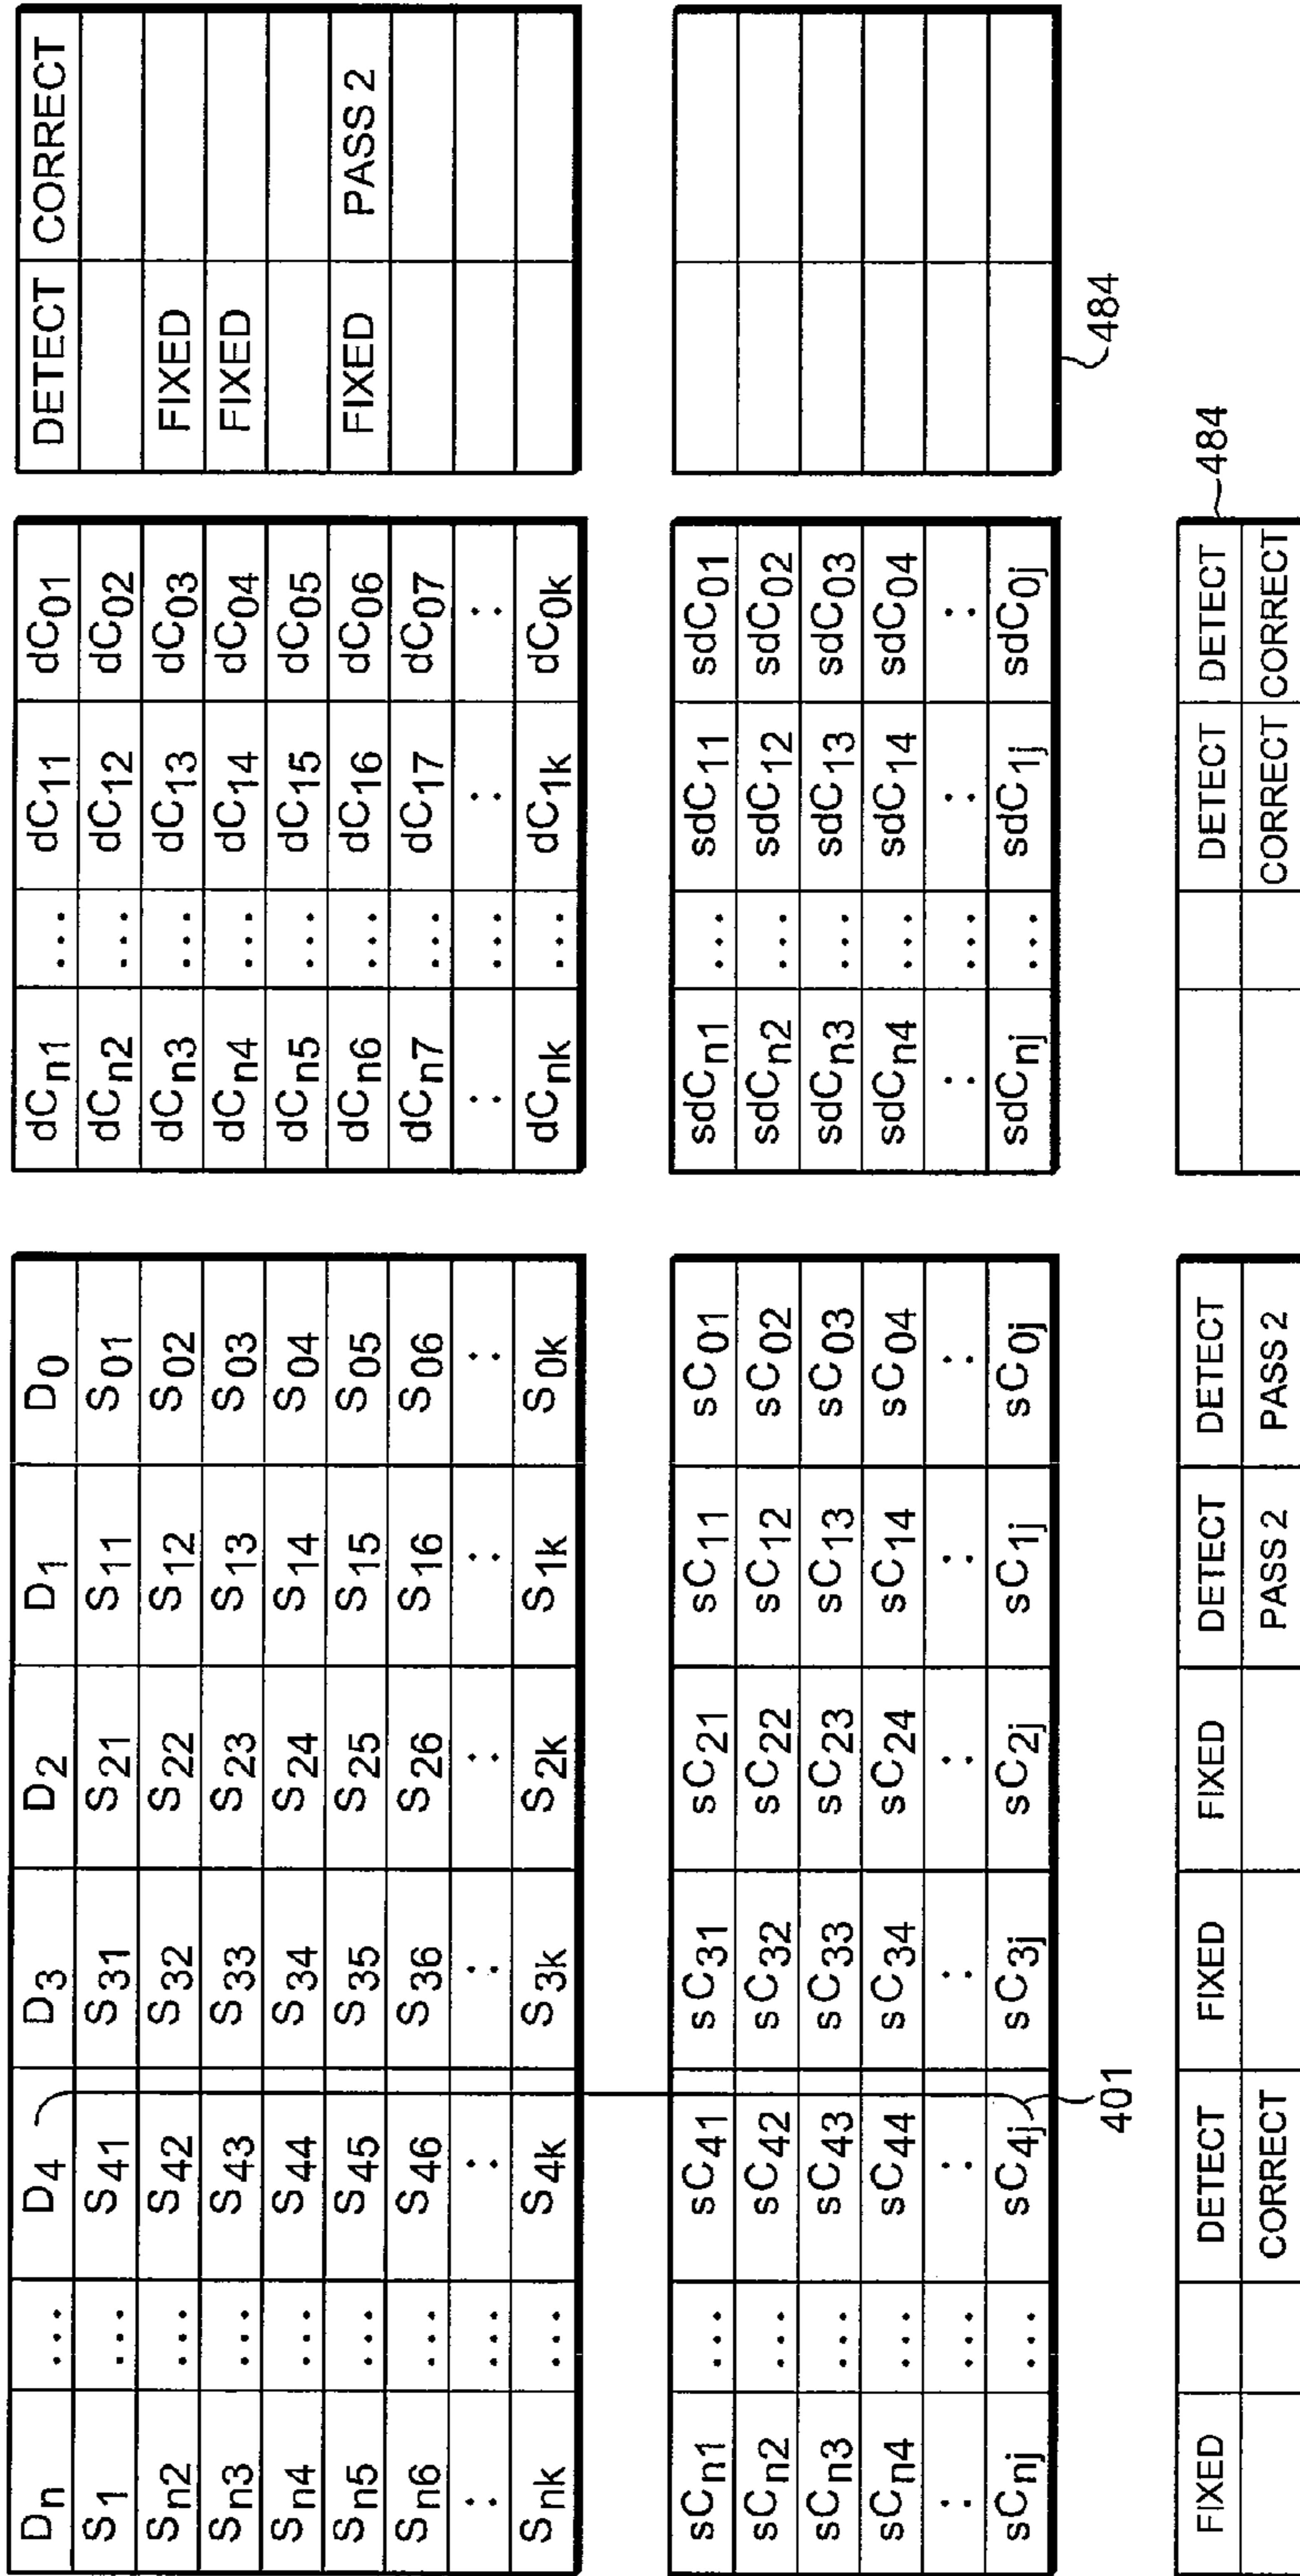 Dn ... D4 D3 D2 D1 D0 dCn1 ... dC11 dC01 DETECT CORRECT
S1 ... S41 S31 S21 S11 S01 dCn2 ... dC12 dC02
Sn2 ... S42 S32 S22 S12 S02 dCn3 ... dC13 dC03 FIXED
Sn3 ... S43 S33 S23 S13 S03 dCn4 ... dC14 dC04 FIXED
Sn4 ... S44 S34 S24 S14 S04 dCn5 ... dC15 dC05
Sn5 ... S45 S35 S25 S15 S05 dCn6 ... dC16 dC06 FIXED PASS 2
Sn6 ... S46 S36 S26 S16 S06 dCn7 ... dC17 dC07
: ... : : : : : : ... : :
Snk ... S4k S3k S2k S1k S0k dCnk ... dC1k dC0k
sCn1 ... sC41 sC31 sC21 sC11 sC01 sdCn1 ... sdC11 sdC01
sCn2 ... sC42 sC32 sC22 sC12 sC02 sdCn2 ... sdC12 sdC02
sCn3 ... sC43 sC33 sC23 sC13 sC03 sdCn3 ... sdC13 sdC03
sCn4 ... sC44 sC34 sC24 sC14 sC04 sdCn4 ... sdC14 sdC04
: ... : : : : : : ... : :
sCnj ... sC4j sC3j sC2j sC1j sC0j sdCnj ... sdC1j sdC0j
401 484
484
FIXED DETECT FIXED FIXED DETECT DETECT DETECT DETECT
CORRECT PASS 2 PASS 2 CORRECT CORRECT